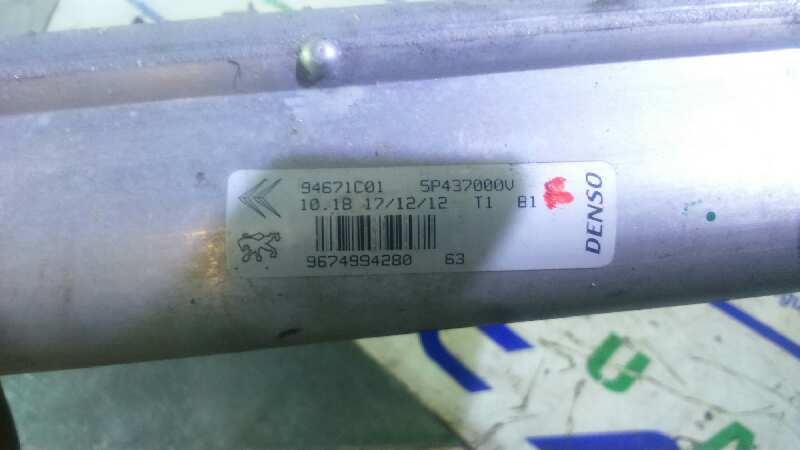 94671C01 5P437000V
10.18 17/12/12 T1 B1
9674994280 63
DENSO